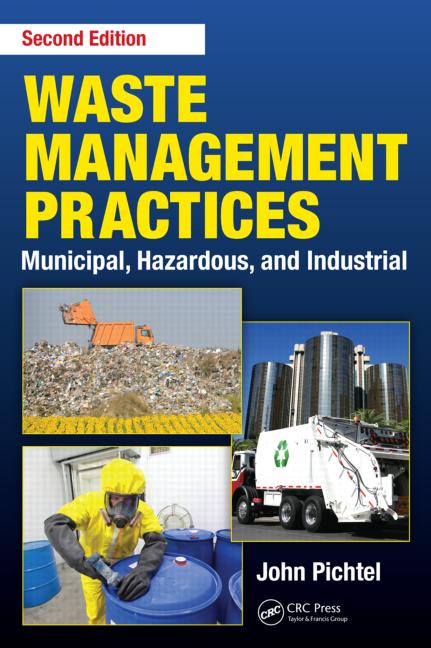 Second Edition
WASTE
MANAGEMENT
PRACTICES
Municipal, Hazardous, and Industrial
John Pichtel
CRC
CRC Press
Taylor & Francis Group